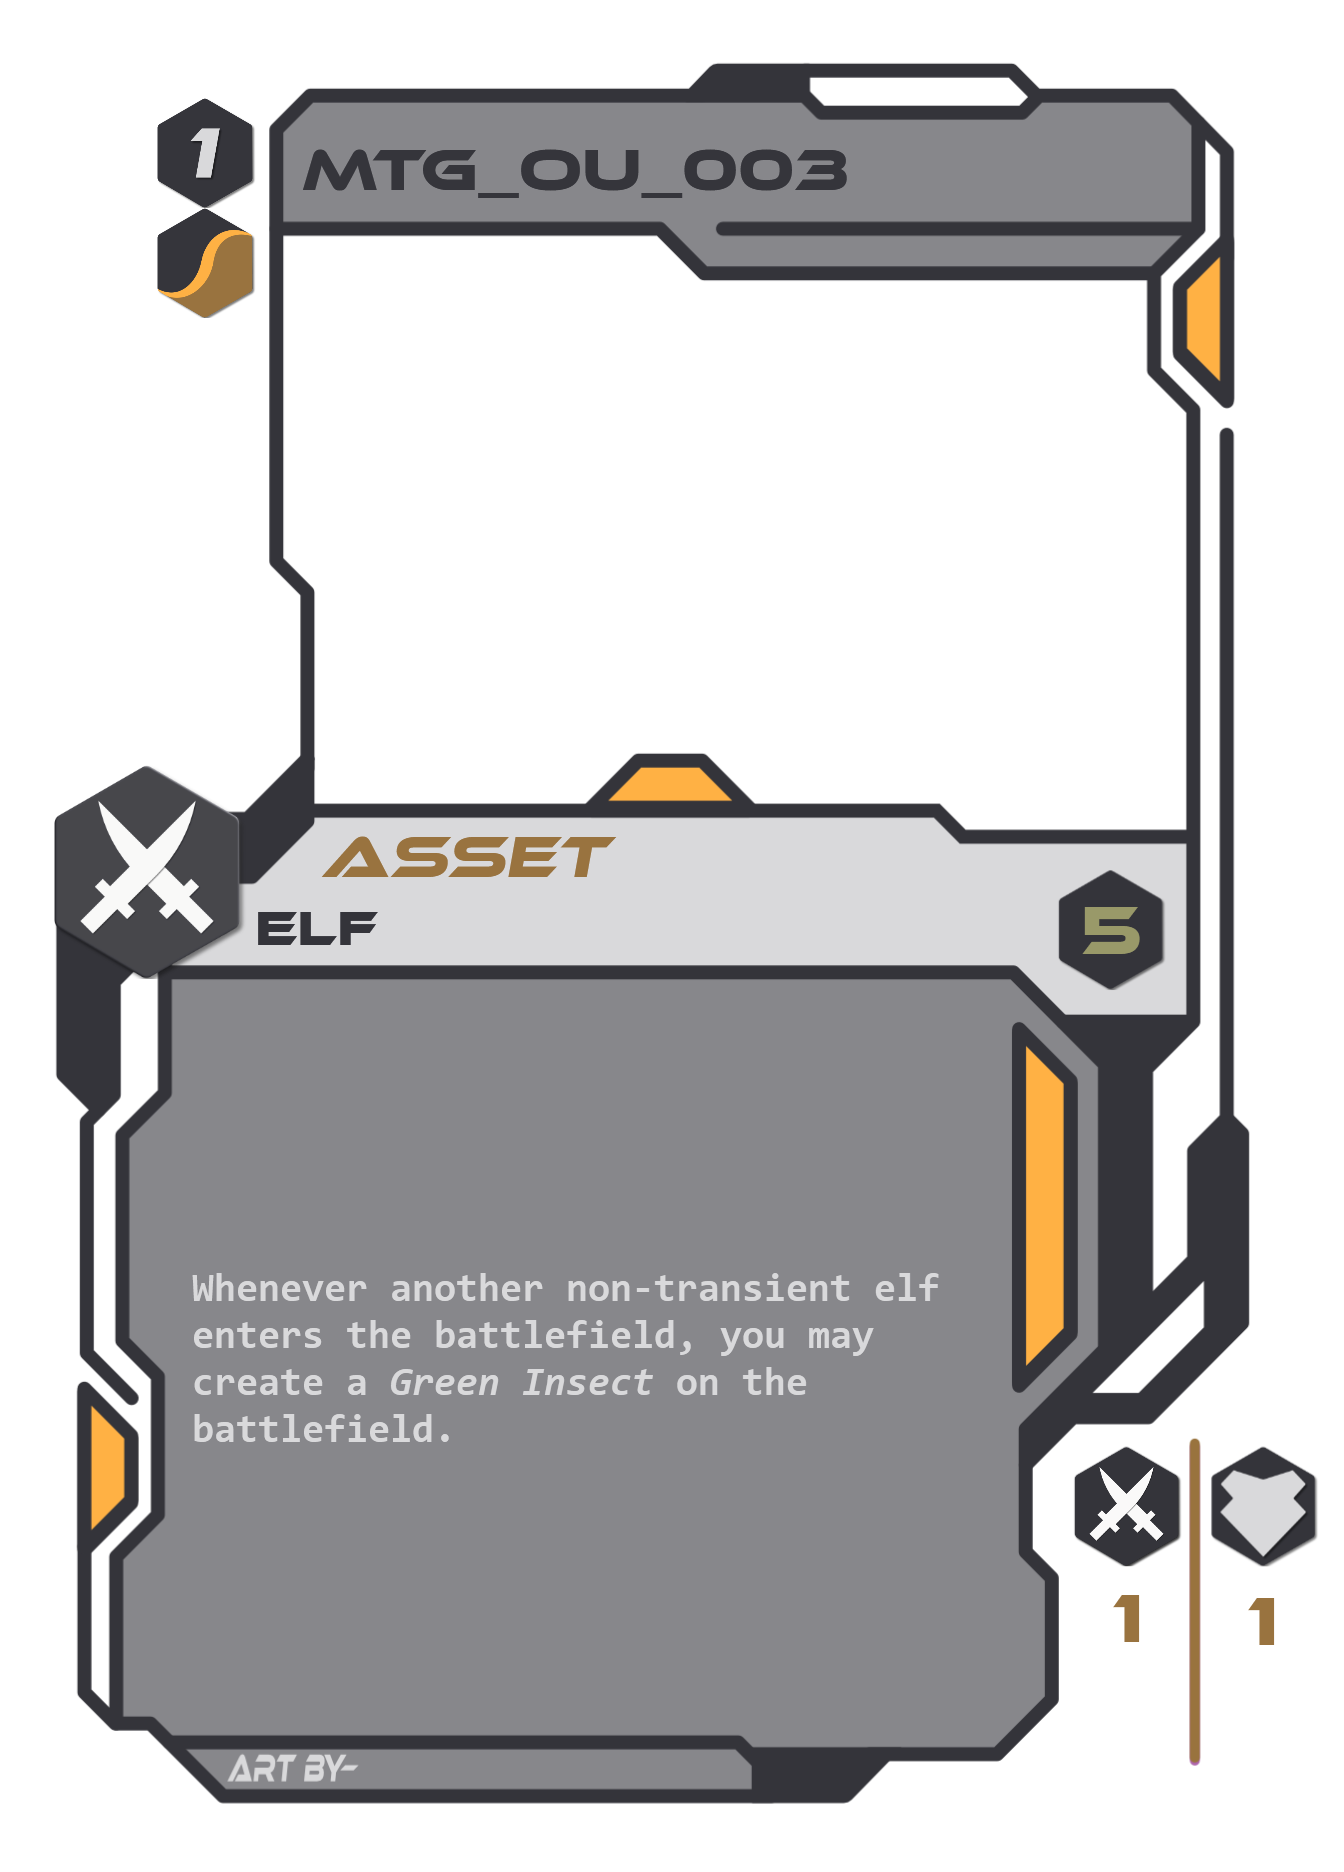 1
MTG_OU_003
ASSET
ELF
5
Whenever another non-transient elf
enters the battlefield, you may
create a Green Insect on the
battlefield.
1
1
ART BY-